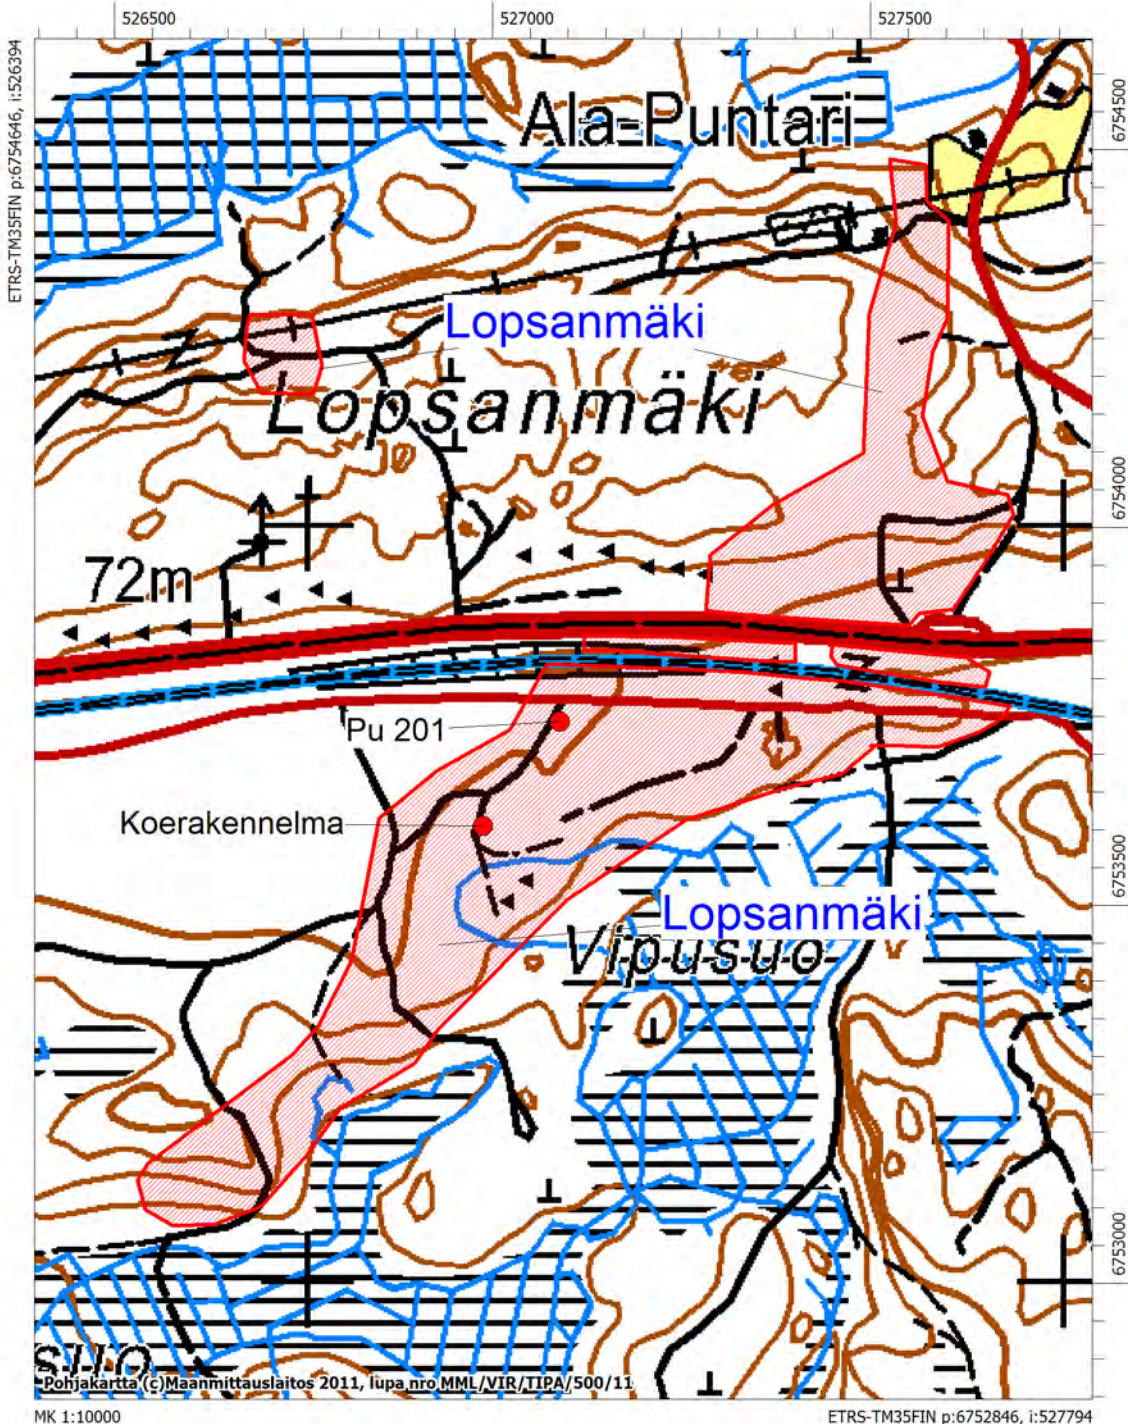 526500 527000 527500
ETRS-TM35FIN p:6754646, i:526394
6754500
Ala-Puntari
Lopsanmäki
Lopsanmäki
6754000
72m
Pu 201
Koerakennelma
6753500
Lopsanmäki
Vipusuo
6753000
suo
Pohjakartta (c)Maanmittauslaitos 2011, lupa nro MML/VIR/TIPA/500/11
MK 1:10000
ETRS-TM35FIN p:6752846, i:527794